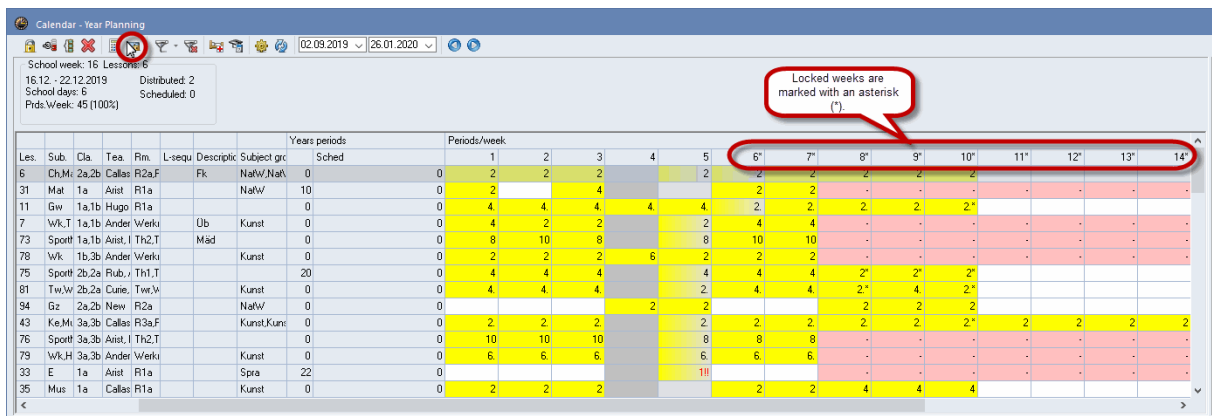 Calendar - Year Planning
02.09.2019 26.01.2020
School week: 16 Lessons: 6
16.12. - 22.12.2019 Distributed: 2
School days: 6 Scheduled: 0
Prds.Week: 45 (100%)
Locked weeks are
marked with an asterisk
(*).
Years periods Periods/week
Les. Sub. Cla. Tea. Rm. L-sequ Descriptic Subject grc Sched 1 2 3 4 5 6* 7* 8* 9* 10* 11* 12* 13* 14*
6 Ch,Ma 2a,2b Callas R2a,F Fk NatW,NatW 0 0 2 2 2 2 2 2 2 2 2
31 Mat 1a Arist R1a NatW 10 0 2 4 2 2 - - - - - - -
11 Gw 1a,1b Hugo R1a 0 0 4. 4. 4. 4. 4. 2. 2. 2. 2. 2.*
7 Wk,T 1a,1b Ander Werkı Üb Kunst 0 0 4 2 2 2 4 4 - - - - - - -
73 Sportł 1a,1b Arist, I Th2,T Mäd 0 0 8 10 8 8 10 10 - - - - - - -
78 Wk 1b,3b Ander Werkı Kunst 0 0 2 2 2 6 2 2 2 - - - - - - -
75 Sportł 2b,2a Rub, Th1,T 20 0 4 4 4 4 4 4 2* 2* 2*
81 Tw,W 2b,2a Curie, Twr,W Kunst 0 0 4. 4. 4. 2. 4. 4. 2.* 4. 2.*
94 Gz 2a,2b New R2a NatW 0 0 2 2 2 2 2
43 Ke,Mu 3a,3b Callas R3a,F Kunst,Kuns 0 0 2. 2. 2. 2. 2. 2. 2. 2. 2.* 2 2 2 2
76 Sportł 3a,3b Arist, I Th2,T 0 0 10 10 10 8 8 8 - - - - - - -
79 Wk,H 3a,3b Ander Werkı Kunst 0 0 6. 6. 6. 6. 6. 6. - - - - - - -
33 E 1a Arist R1a Spra 22 0 1!! - - - - - - -
35 Mus 1a Callas R1a Kunst 0 0 2 2 2 2 2 4 4 4